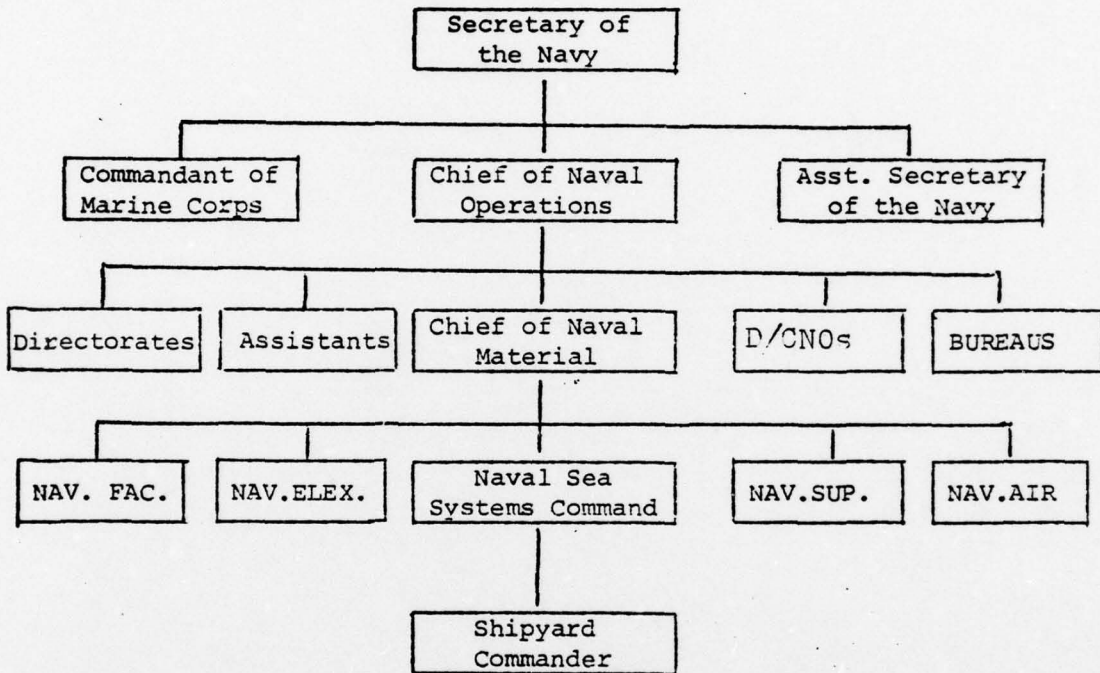 Secretary of
the Navy
Commandant of
Marine Corps
Chief of Naval
Operations
Asst. Secretary
of the Navy
Directorates
Assistants
Chief of Naval
Material
D/CNOs
BUREAUS
NAV. FAC.
NAV.ELEX.
Naval Sea
Systems Command
NAV.SUP.
NAV.AIR
Shipyard
Commander